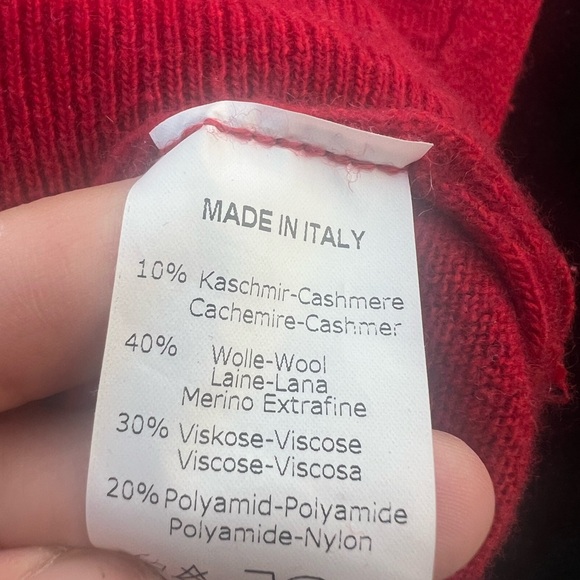 MADE IN ITALY
10% Kaschmir-Cashmere
Cachemire-Cashmer
40% Wolle-Wool
Laine-Lana
Merino Extrafine
30% Viskose-Viscose
Viscose-Viscosa
20% Polyamid-Polyamide
Polyamide-Nylon